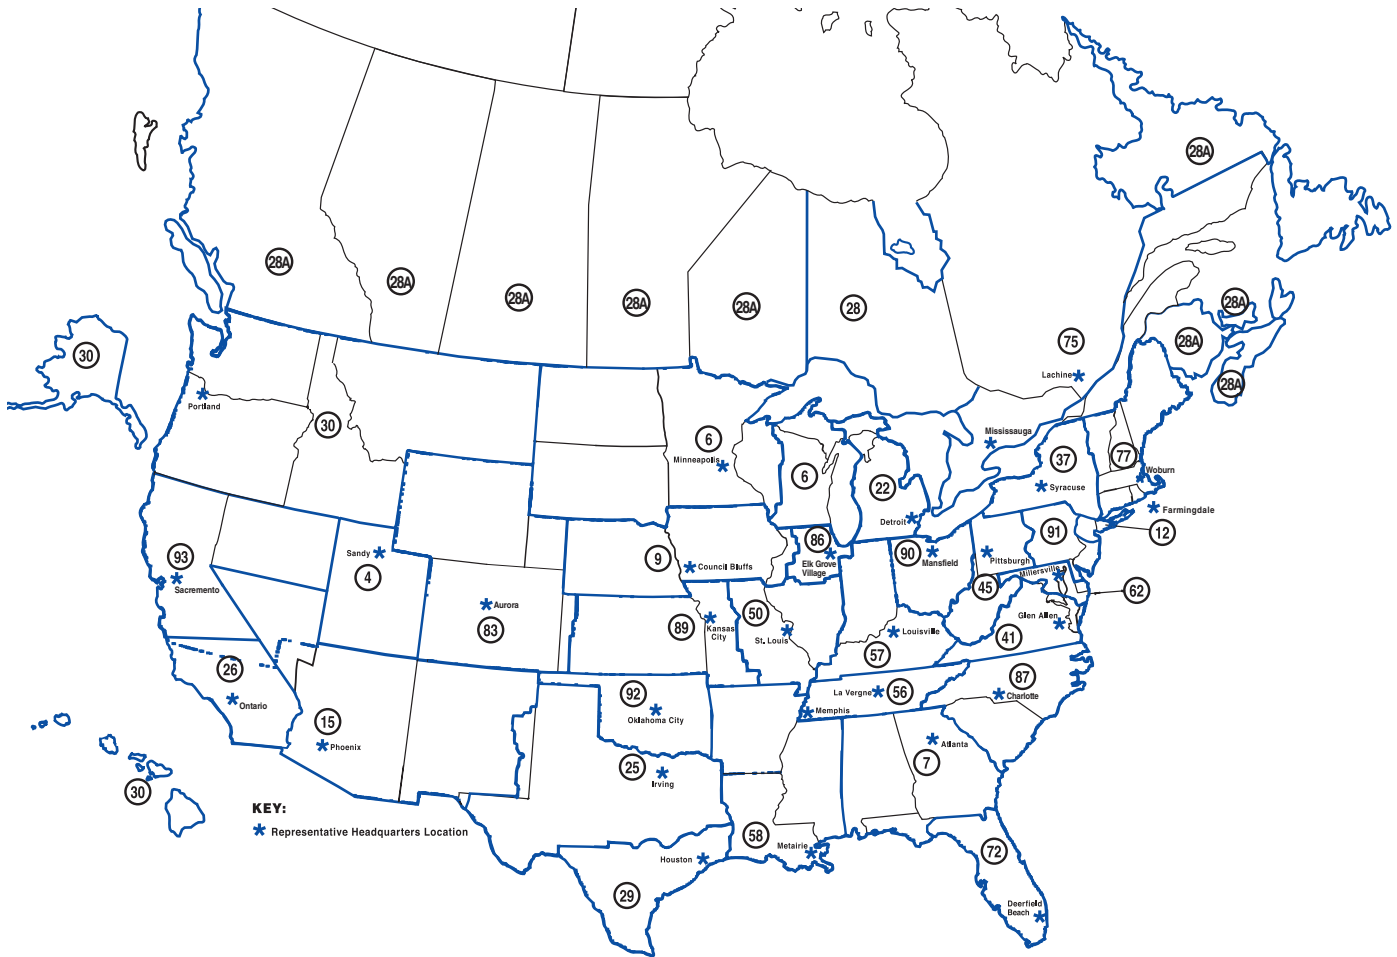 28A
28A
28A
28A
28A
28A
28
28A
75
30
28A
28A
Lachine
Portland
30
6
Minneapolis
6
Mississauga
22
Detroit
37
Syracuse
77
Woburn
Farmingdale
12
93
Sacramento
Sandy
4
9
Council Bluffs
86
Elk Grove
Village
90
Mansfield
Pittsburgh
91
Millersville
45
62
Aurora
83
89
Kansas
City
50
St. Louis
Louisville
57
Glen Allen
41
26
Ontario
15
Phoenix
92
Oklahoma City
La Vergne
56
Memphis
87
Charlotte
25
Irving
Atlanta
7
30
KEY:
* Representative Headquarters Location
58
Metairie
Houston
29
72
Deerfield
Beach